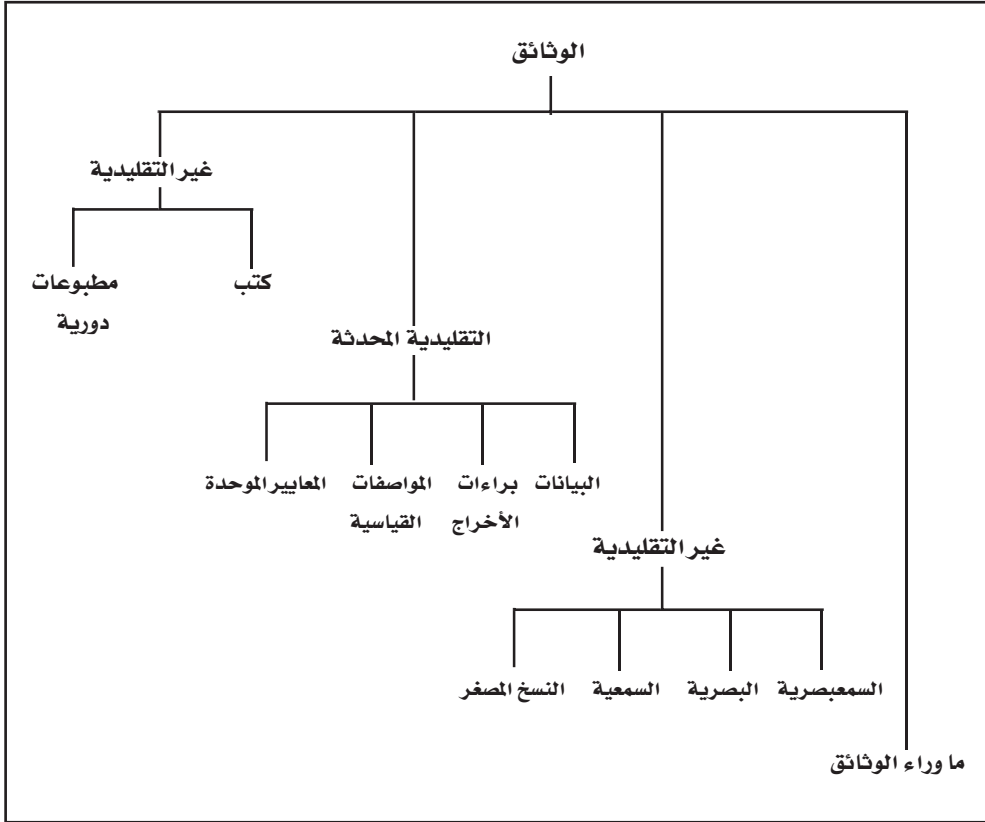 الوثائق
غير التقليدية
كتب
مطبوعات
دورية
التقليدية المحدثة
البيانات
براءات
الأخراج
المواصفات
القياسية
المعايير الموحدة
غير التقليدية
السمعبصرية
البصرية
السمعية
النسخ المصغر
ما وراء الوثائق